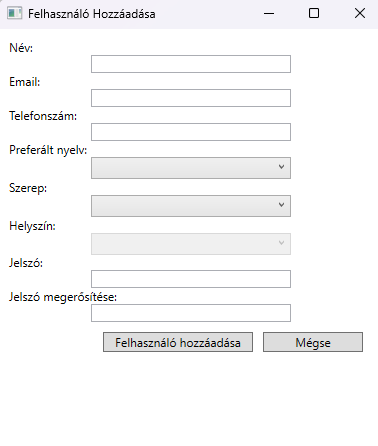 Felhasználó Hozzáadása
Név:
Email:
Telefonszám:
Preferált nyelv:
Szerep:
Helyszín:
Jelszó:
Jelszó megerősítése:
Felhasználó hozzáadása
Mégse